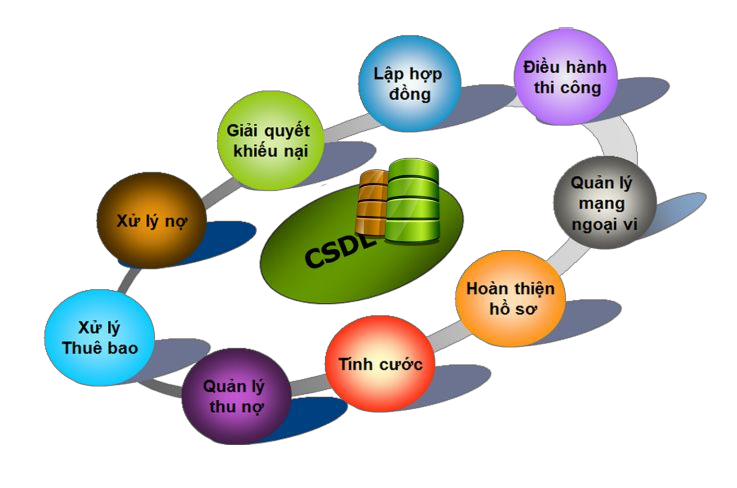 Lập hợp
đồng
Điều hành
thi công
Giải quyết
khiếu nại
Quản lý
mạng
ngoại vi
Xử lý nợ
CSDL
Hoàn thiện
hồ sơ
Xử lý
Thuê bao
Tính cước
Quản lý
thu nợ